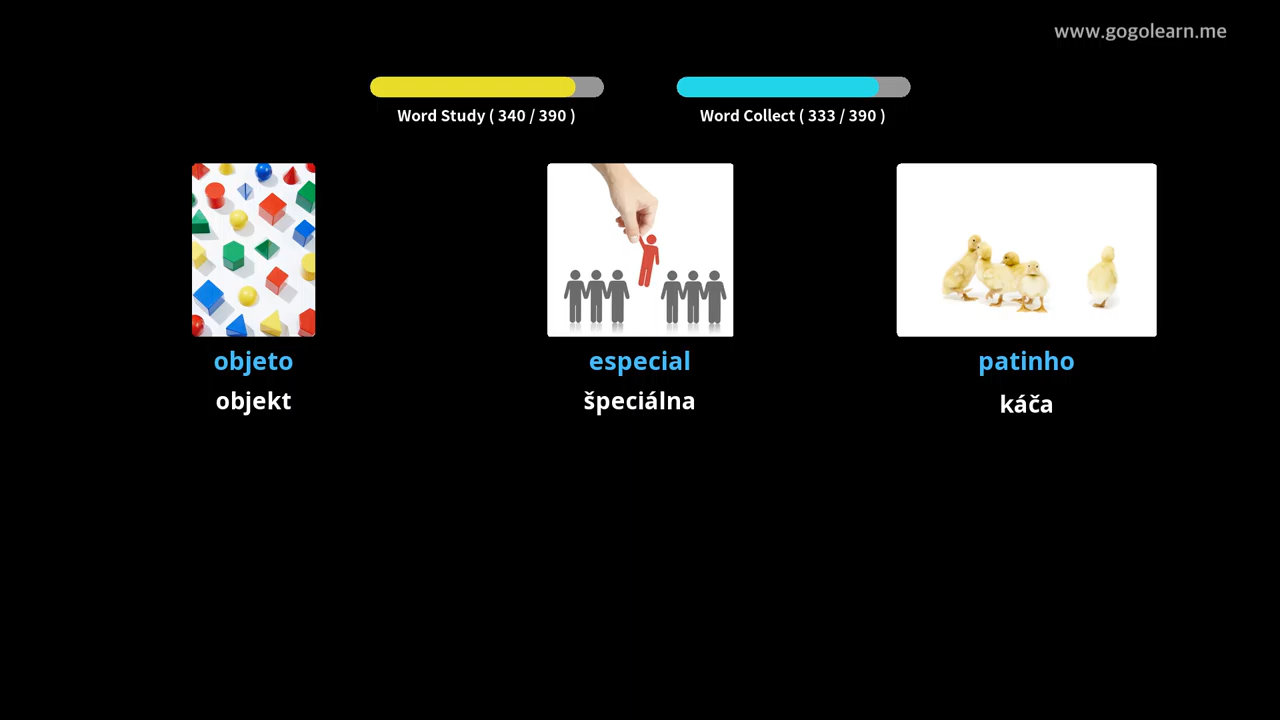 www.gogolearn.me
Word Study ( 340 / 390 )
Word Collect ( 333 / 390 )
objeto
objekt
especial
špeciálna
patinho
káča